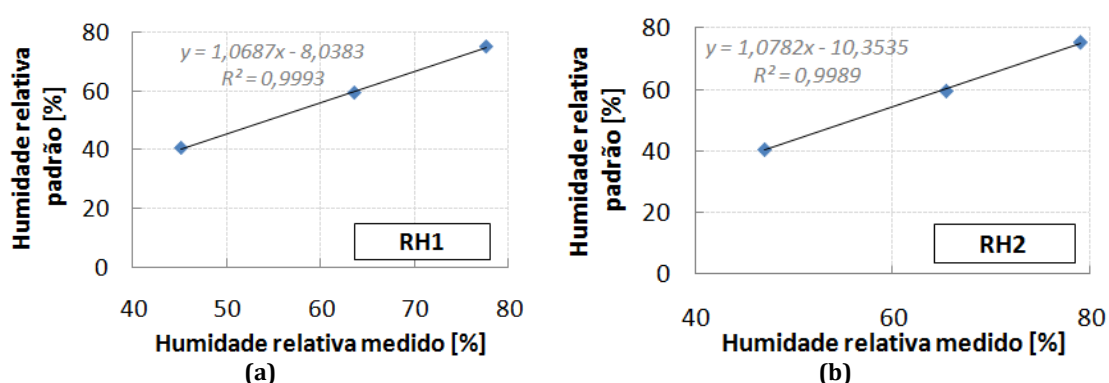 Humidade relativa
padrão [%]
80
60
40
20
0
y = 1,0687x - 8,0383
R² = 0,9993
RH1
40 50 60 70 80
Humidade relativa medido [%]
(a)
Humidade relativa
padrão [%]
80
60
40
20
0
y = 1,0782x - 10,3535
R² = 0,9989
RH2
40 60 80
Humidade relativa medido [%]
(b)